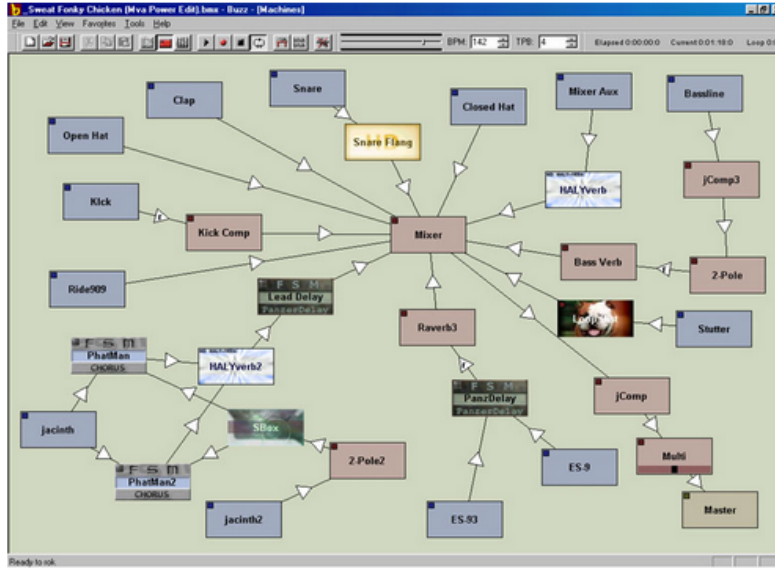 _Sweat Fonky Chicken (Mva Power Edit).bmx - Buzz - [Machines]
File Edit View Favojtes Tools Help
BPM: 142 TPB: 4 Elapsed 0:00:00:0 Current 0:01:18:0 Loop 0:
Snare
Clap
Closed Hat
Mixer Aux
Bassline
Open Hat
Snare Flang
jComp3
HALYverb
KIck
Kick Comp
Mixer
Bass Verb
2-Pole
Ride909
F S M
Lead Delay
PanzerDelay
Raverb3
Stutter
F S M
PhatMan
CHORUS
HALYverb2
F S M
PanzDelay
PanzerDelay
jComp
jacinth
SBox
2-Pole2
Multi
F S M
PhatMan2
CHORUS
ES-9
jacinth2
ES-93
Master
Ready to rok